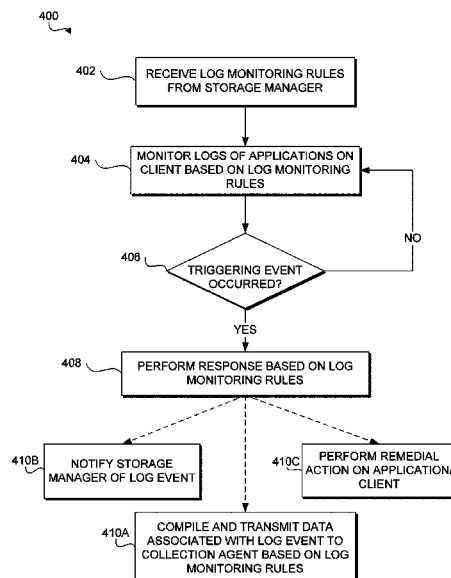 400
402
RECEIVE LOG MONITORING RULES
FROM STORAGE MANAGER
404
MONITOR LOGS OF APPLICATIONS ON
CLIENT BASED ON LOG MONITORING
RULES
406
TRIGGERING EVENT
OCCURRED?
NO
YES
408
PERFORM RESPONSE BASED ON LOG
MONITORING RULES
410B
NOTIFY STORAGE
MANAGER OF LOG EVENT
410C
PERFORM REMEDIAL
ACTION ON APPLICATION/
CLIENT
410A
COMPILE AND TRANSMIT DATA
ASSOCIATED WITH LOG EVENT TO
COLLECTION AGENT BASED ON LOG
MONITORING RULES